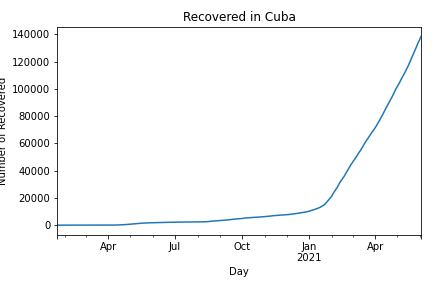 Recovered in Cuba
Number of Recovered
140000
120000
100000
80000
60000
40000
20000
0
Apr
Jul
Oct
Jan
2021
Apr
Day